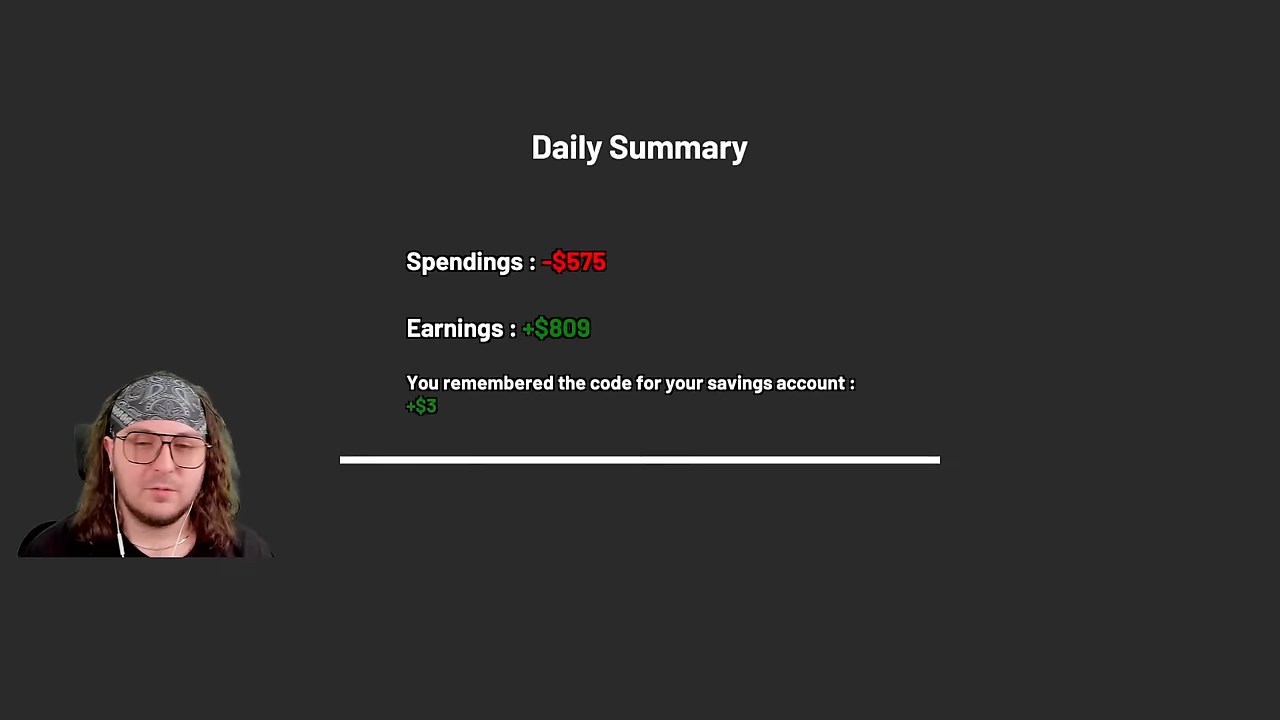 Daily Summary
Spendings : -$575
Earnings : +$809
You remembered the code for your savings account :
+$3